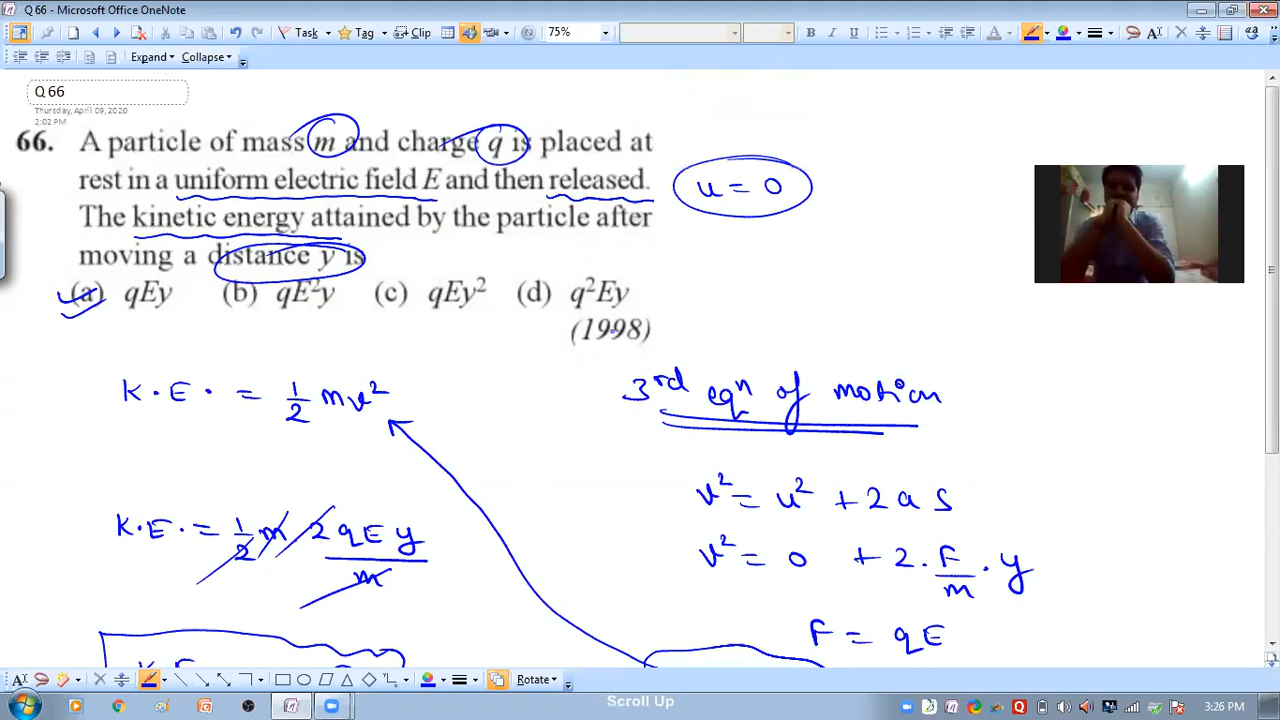 Q 66 - Microsoft Office OneNote
Task Tag Clip 75% B I U
Expand Collapse
Q 66
Thursday, April 09, 2020
2:02 PM
66. A particle of mass m and charge q is placed at
rest in a uniform electric field E and then released.
The kinetic energy attained by the particle after
moving a distance y is
(a) qEy (b) qE²y (c) qEy² (d) q²Ey
(1998)
u = 0
K.E. = 1/2 mv²
3rd eqn of motion
v² = u² + 2 a S
K.E. = 1/2 m 2qEy/m
v² = 0 + 2 . F/m . y
F = qE
Rotate
Scroll Up
3:26 PM